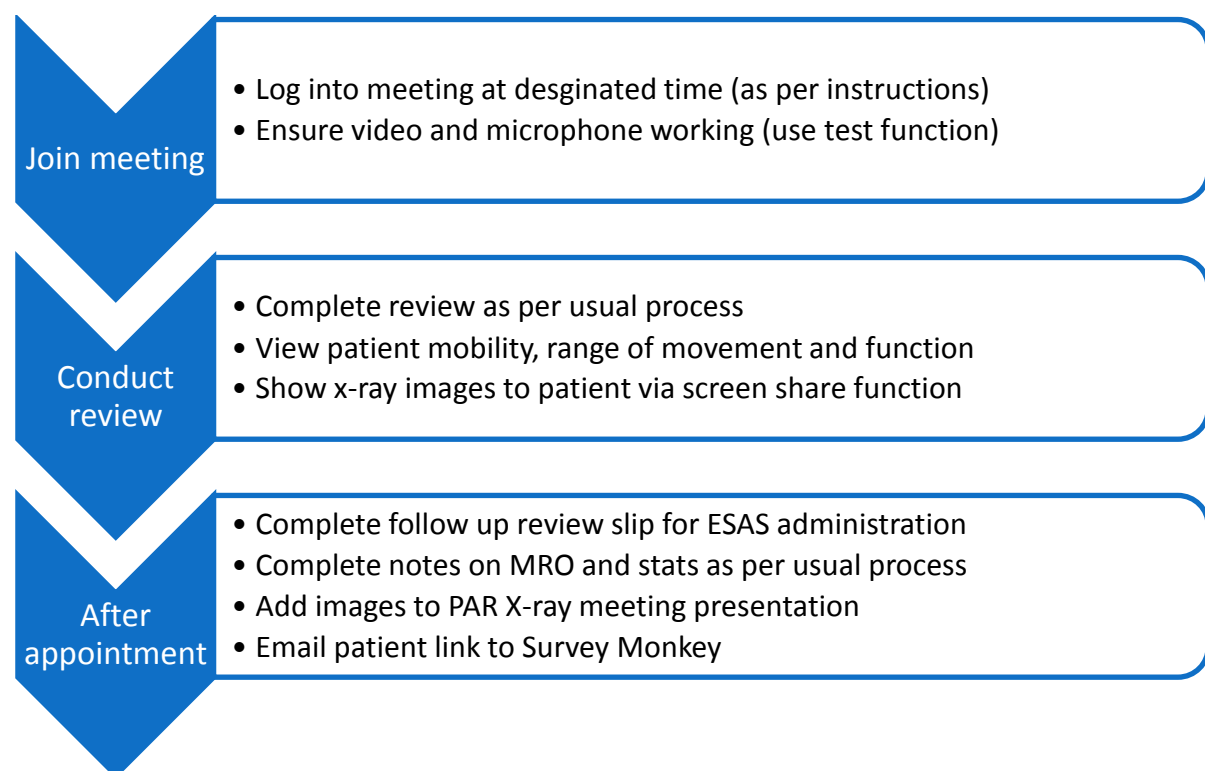 Join meeting
• Log into meeting at desginated time (as per instructions)
• Ensure video and microphone working (use test function)
Conduct
review
• Complete review as per usual process
• View patient mobility, range of movement and function
• Show x-ray images to patient via screen share function
After
appointment
• Complete follow up review slip for ESAS administration
• Complete notes on MRO and stats as per usual process
• Add images to PAR X-ray meeting presentation
• Email patient link to Survey Monkey